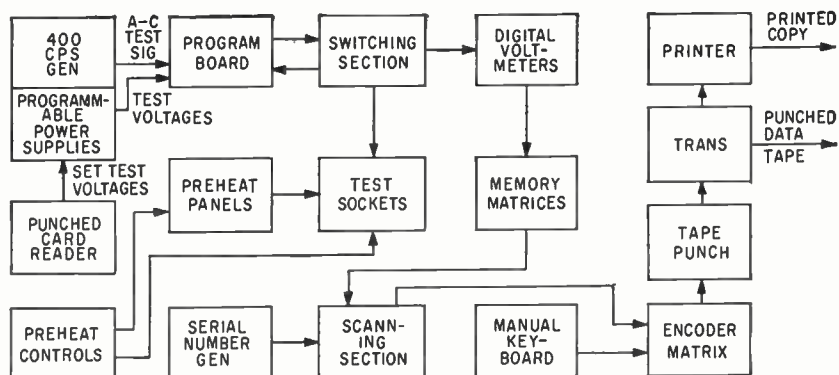 400
CPS
GEN
A-C
TEST
SIG
PROGRAM
BOARD
SWITCHING
SECTION
DIGITAL
VOLT-
METERS
PRINTER
PRINTED
COPY
PROGRAMM-
ABLE
POWER
SUPPLIES
TEST
VOLTAGES
SET TEST
VOLTAGES
PUNCHED
CARD
READER
PREHEAT
PANELS
TEST
SOCKETS
MEMORY
MATRICES
TRANS
PUNCHED
DATA
TAPE
TAPE
PUNCH
PREHEAT
CONTROLS
SERIAL
NUMBER
GEN
SCANN-
ING
SECTION
MANUAL
KEY-
BOARD
ENCODER
MATRIX